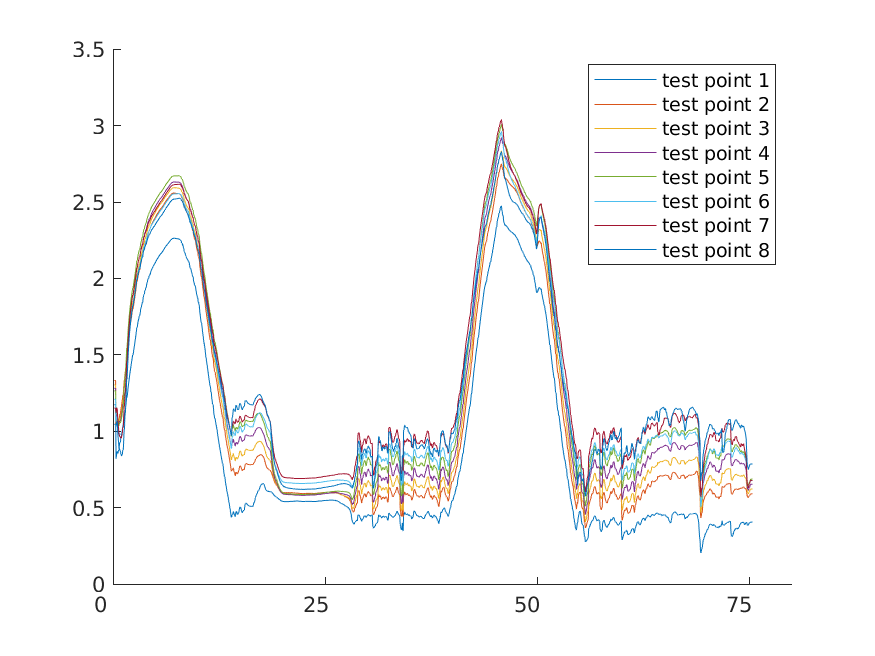 3.5
3
2.5
2
1.5
1
0.5
0
0
25
50
75
test point 1
test point 2
test point 3
test point 4
test point 5
test point 6
test point 7
test point 8